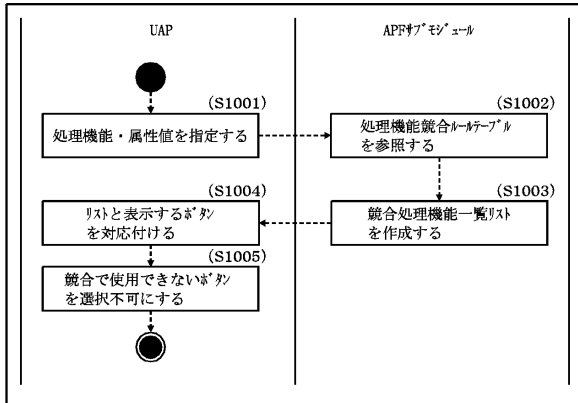 UAP
APFサブモジュール
(S1001)
処理機能・属性値を指定する
(S1002)
処理機能競合ルールテーブル
を参照する
(S1003)
競合処理機能一覧リスト
を作成する
(S1004)
リストと表示するボタン
を対応付ける
(S1005)
競合で使用できないボタン
を選択不可にする